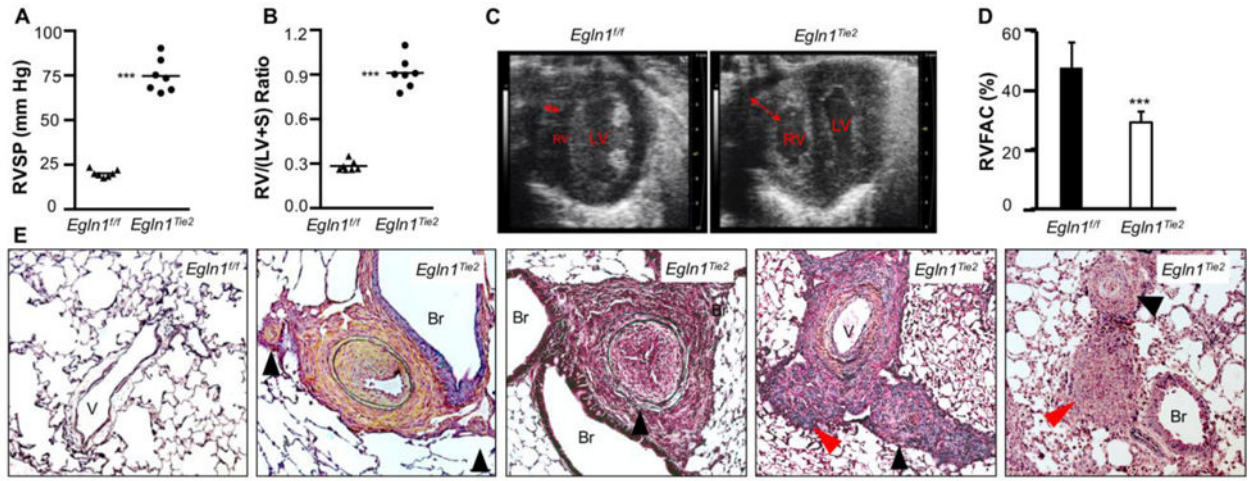 A
RVSP (mm Hg)
100
75
50
25
0
***
Egln1f/f Egln1Tie2
B
RV/(LV+S) Ratio
1.2
0.9
0.6
0.3
0.0
***
Egln1f/f Egln1Tie2
C
Egln1f/f Egln1Tie2
RV LV
RV LV
D
RVFAC (%)
60
40
20
0
***
Egln1f/f Egln1Tie2
E
Egln1f/f
V
Egln1Tie2
Br
Egln1Tie2
Br
Br
Br
Egln1Tie2
V
Egln1Tie2
Br